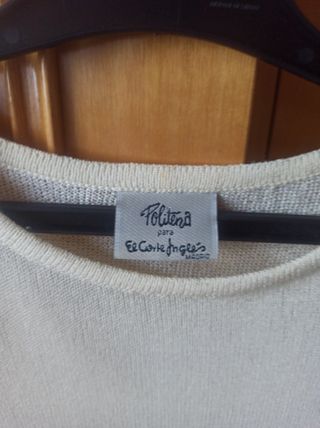 Politena
para
El Corte Inglés
MADRID